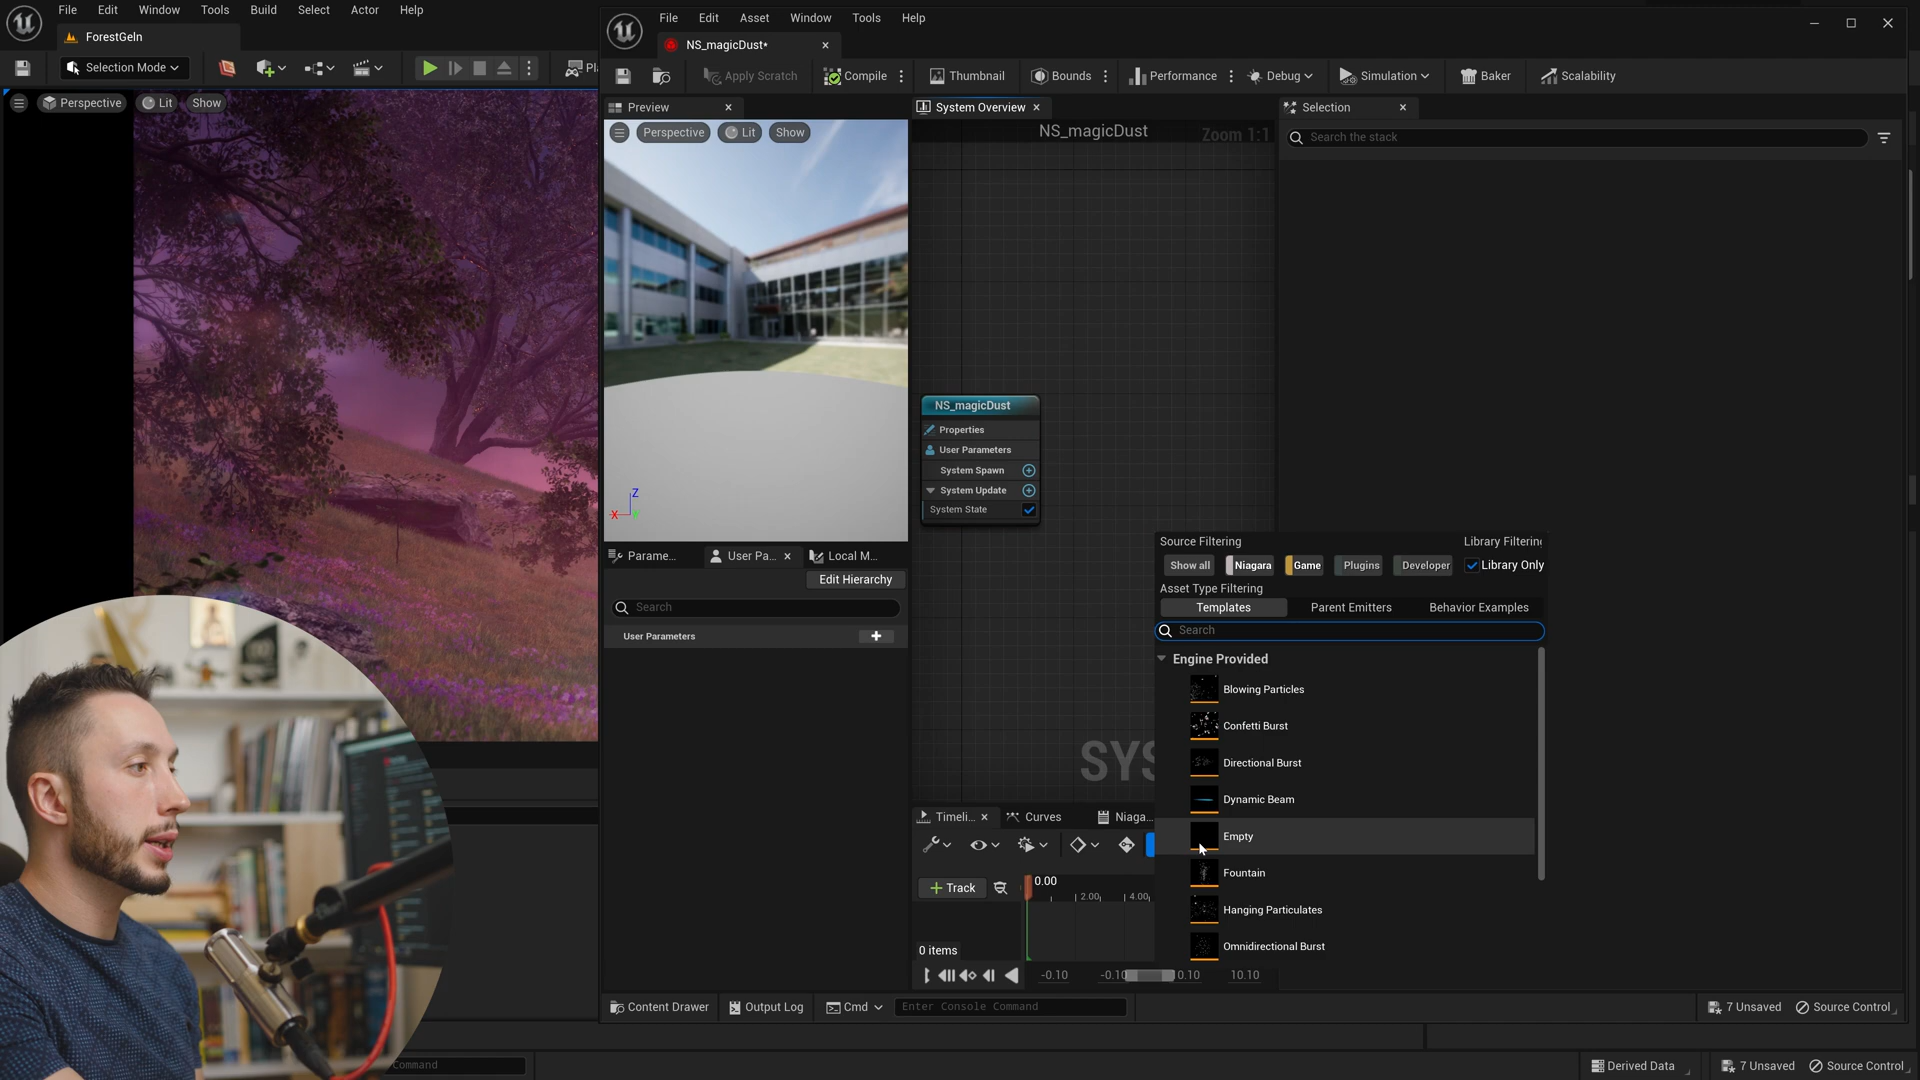 File Edit Window Tools Build Select Actor Help
ForestGeIn
Selection Mode
Perspective Lit Show
File Edit Asset Window Tools Help
NS_magicDust*
Apply Scratch Compile Thumbnail Bounds Performance Debug Simulation Baker Scalability
Preview
Perspective Lit Show
Z
X
System Overview
NS_magicDust
Zoom 1:1
NS_magicDust
Properties
User Parameters
System Spawn
System Update
System State
Selection
Search the stack
Parame... User Pa... Local M...
Edit Hierarchy
Search
User Parameters
Source Filtering Library Filtering
Show all Niagara Game Plugins Developer Library Only
Asset Type Filtering
Templates Parent Emitters Behavior Examples
Search
Engine Provided
Blowing Particles
Confetti Burst
Directional Burst
Dynamic Beam
Empty
Fountain
Hanging Particulates
Omnidirectional Burst
SYS
Timeli... Curves Niaga...
+ Track
0.00
2.00 4.00
0 items
-0.10 -0.10 0.10 10.10
Content Drawer Output Log Cmd Enter Console Command 7 Unsaved Source Control
Command
Derived Data 7 Unsaved Source Control